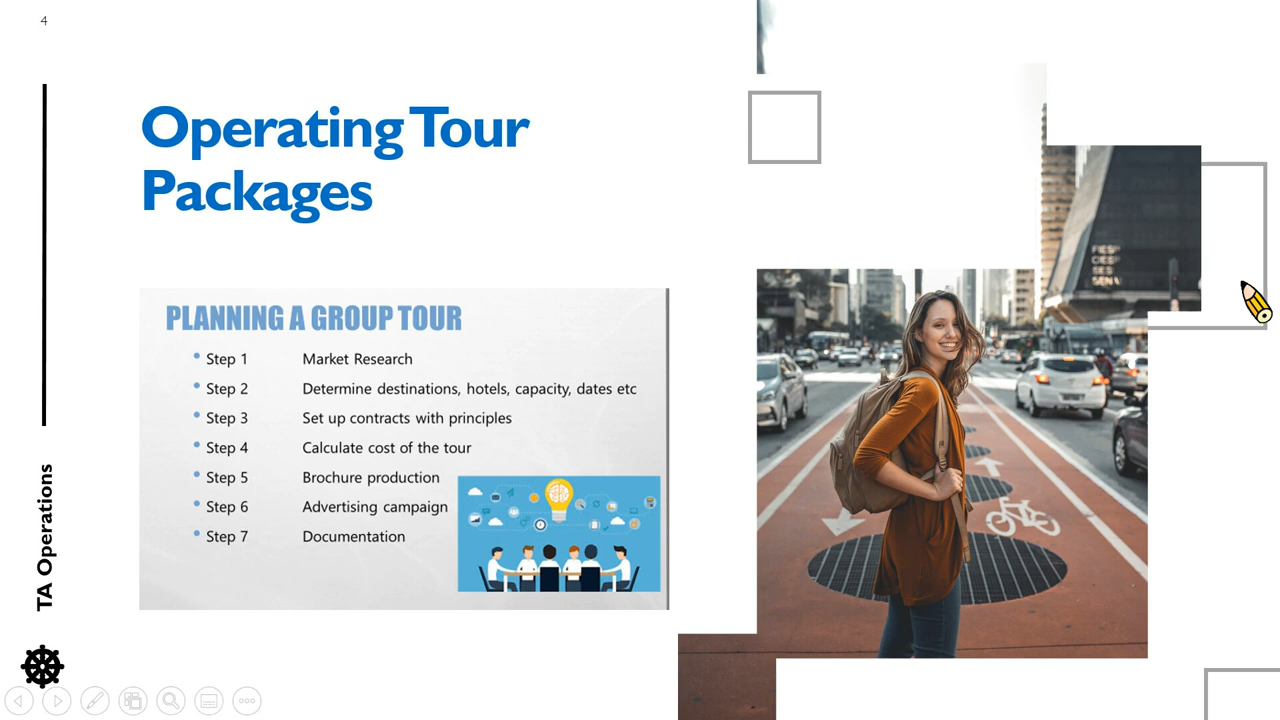 4
Operating Tour
Packages
PLANNING A GROUP TOUR
• Step 1 Market Research
• Step 2 Determine destinations, hotels, capacity, dates etc
• Step 3 Set up contracts with principles
• Step 4 Calculate cost of the tour
• Step 5 Brochure production
• Step 6 Advertising campaign
• Step 7 Documentation
TA Operations